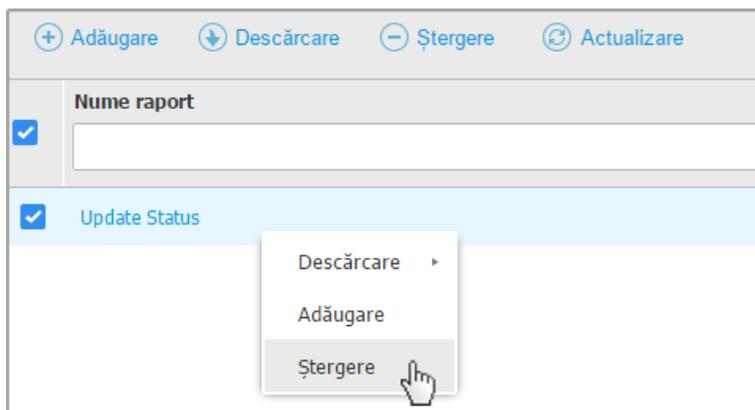 Adăugare Descărcare Ștergere Actualizare
Nume raport
Update Status
Descărcare
Adăugare
Ștergere